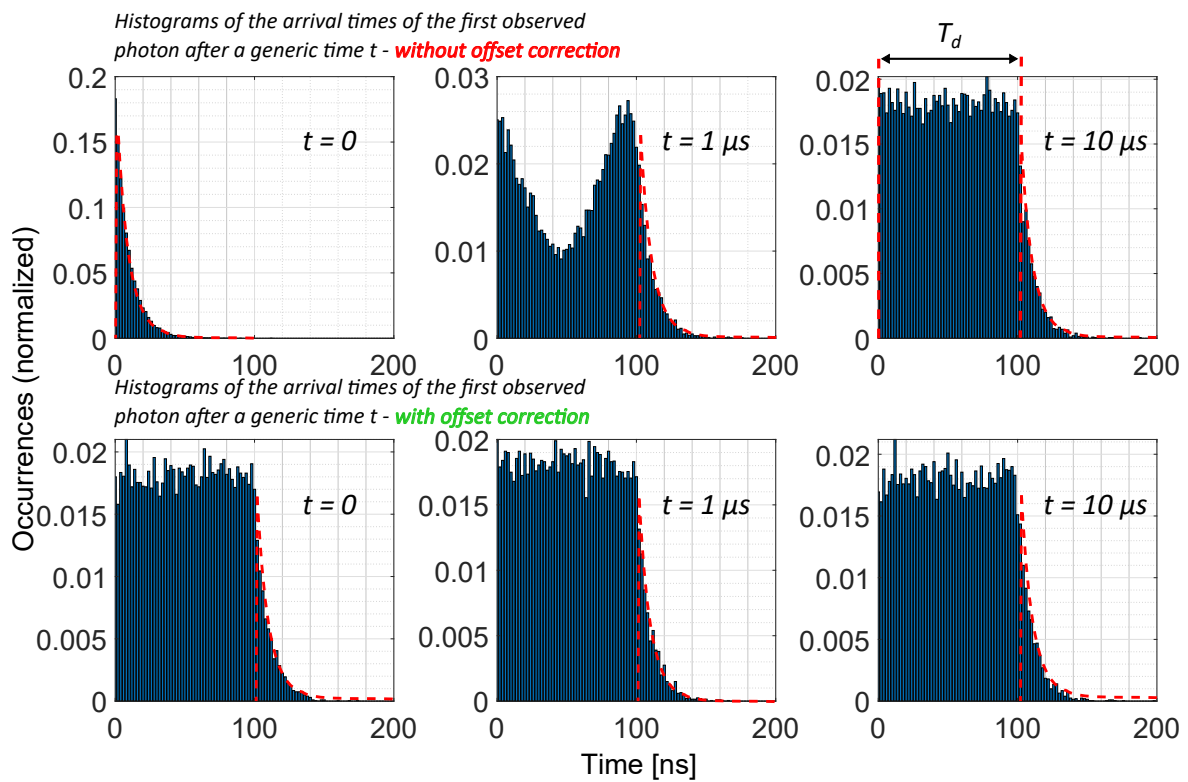 Histograms of the arrival times of the first observed
photon after a generic time t - without offset correction
T_d
0.2
0.15
0.1
0.05
0
t = 0
0 100 200
0.03
0.02
0.01
0
t = 1 μs
0 100 200
0.02
0.015
0.01
0.005
0
t = 10 μs
0 100 200
Occurrences (normalized)
Histograms of the arrival times of the first observed
photon after a generic time t - with offset correction
0.02
0.015
0.01
0.005
0
t = 0
0 100 200
0.02
0.015
0.01
0.005
0
t = 1 μs
0 100 200
0.02
0.015
0.01
0.005
0
t = 10 μs
0 100 200
Time [ns]